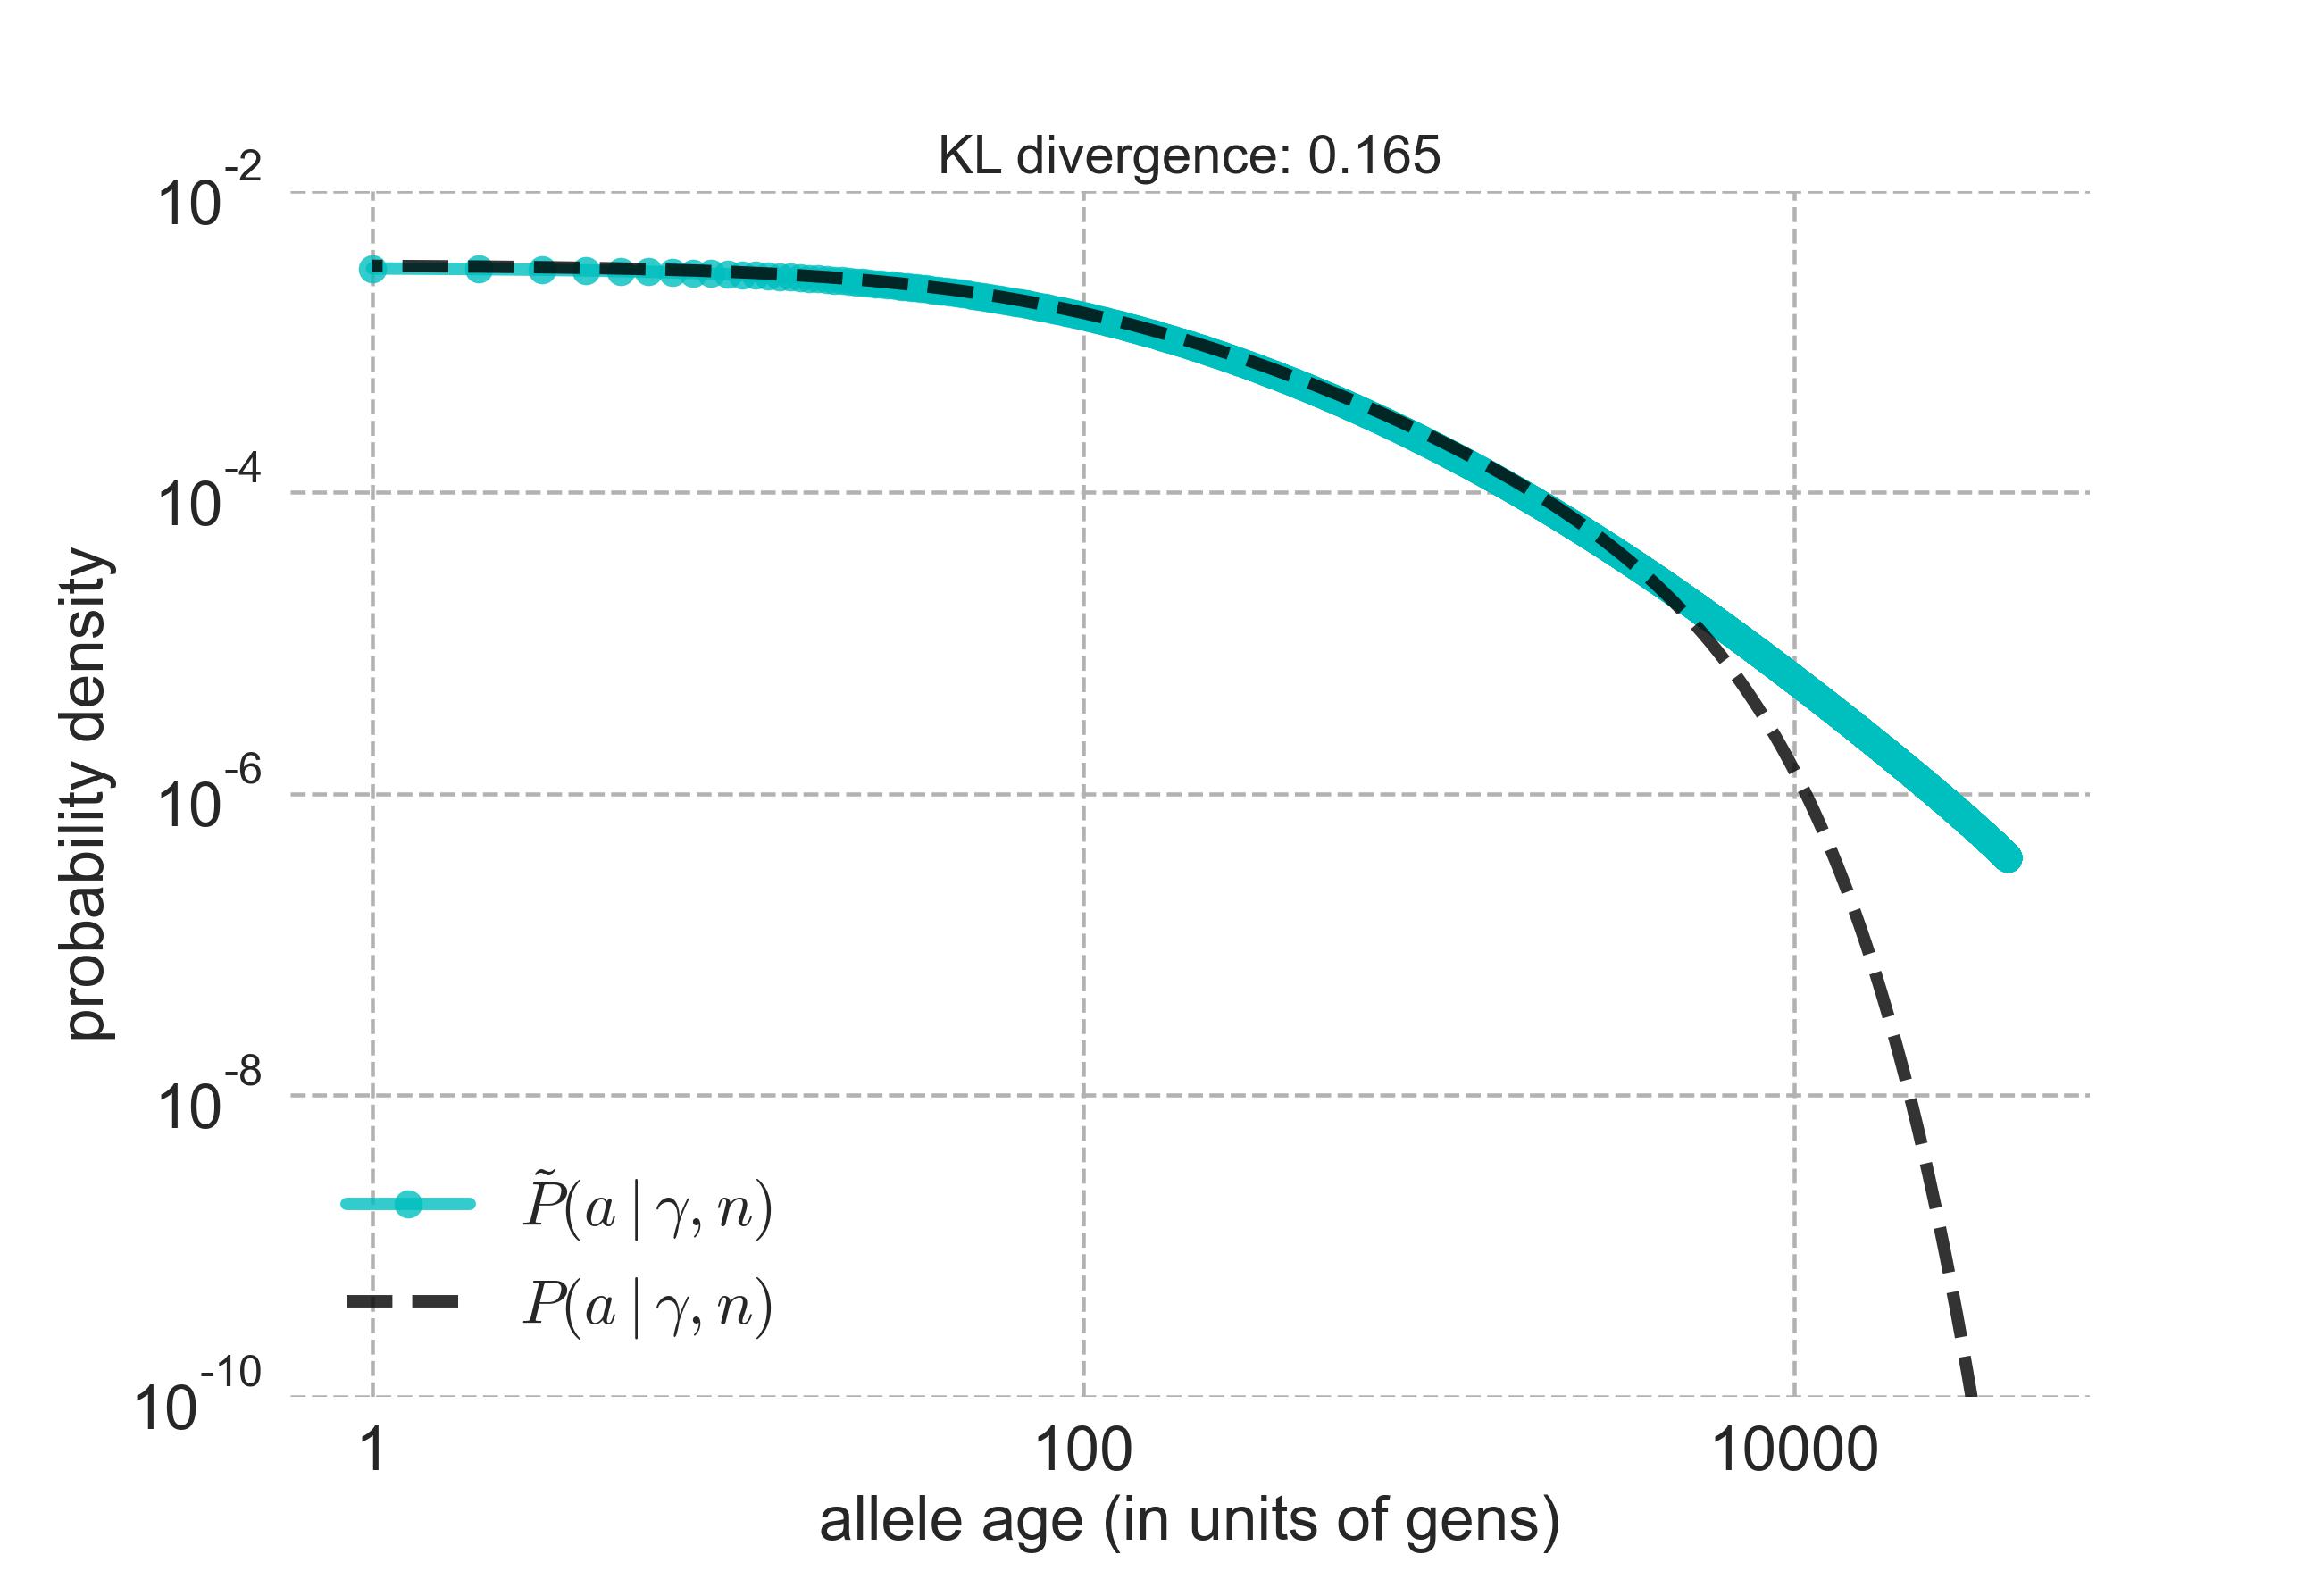 KL divergence: 0.165
10^-2
10^-4
10^-6
10^-8
10^-10
probability density
P̃(a | γ, n)
P(a | γ, n)
1 100 10000
allele age (in units of gens)